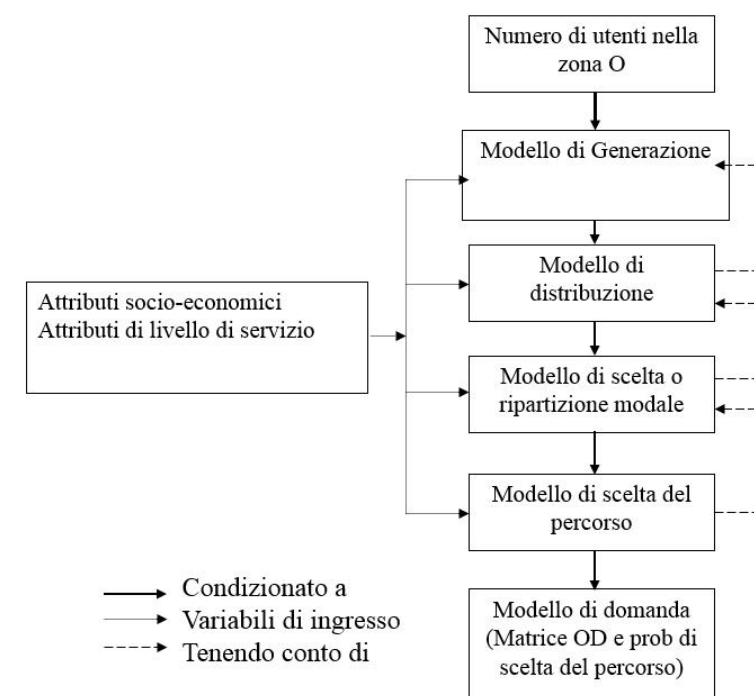 Numero di utenti nella
zona O
Modello di Generazione
Modello di
distribuzione
Attributi socio-economici
Attributi di livello di servizio
Modello di scelta o
ripartizione modale
Modello di scelta del
percorso
Condizionato a
Variabili di ingresso
Tenendo conto di
Modello di domanda
(Matrice OD e prob di
scelta del percorso)